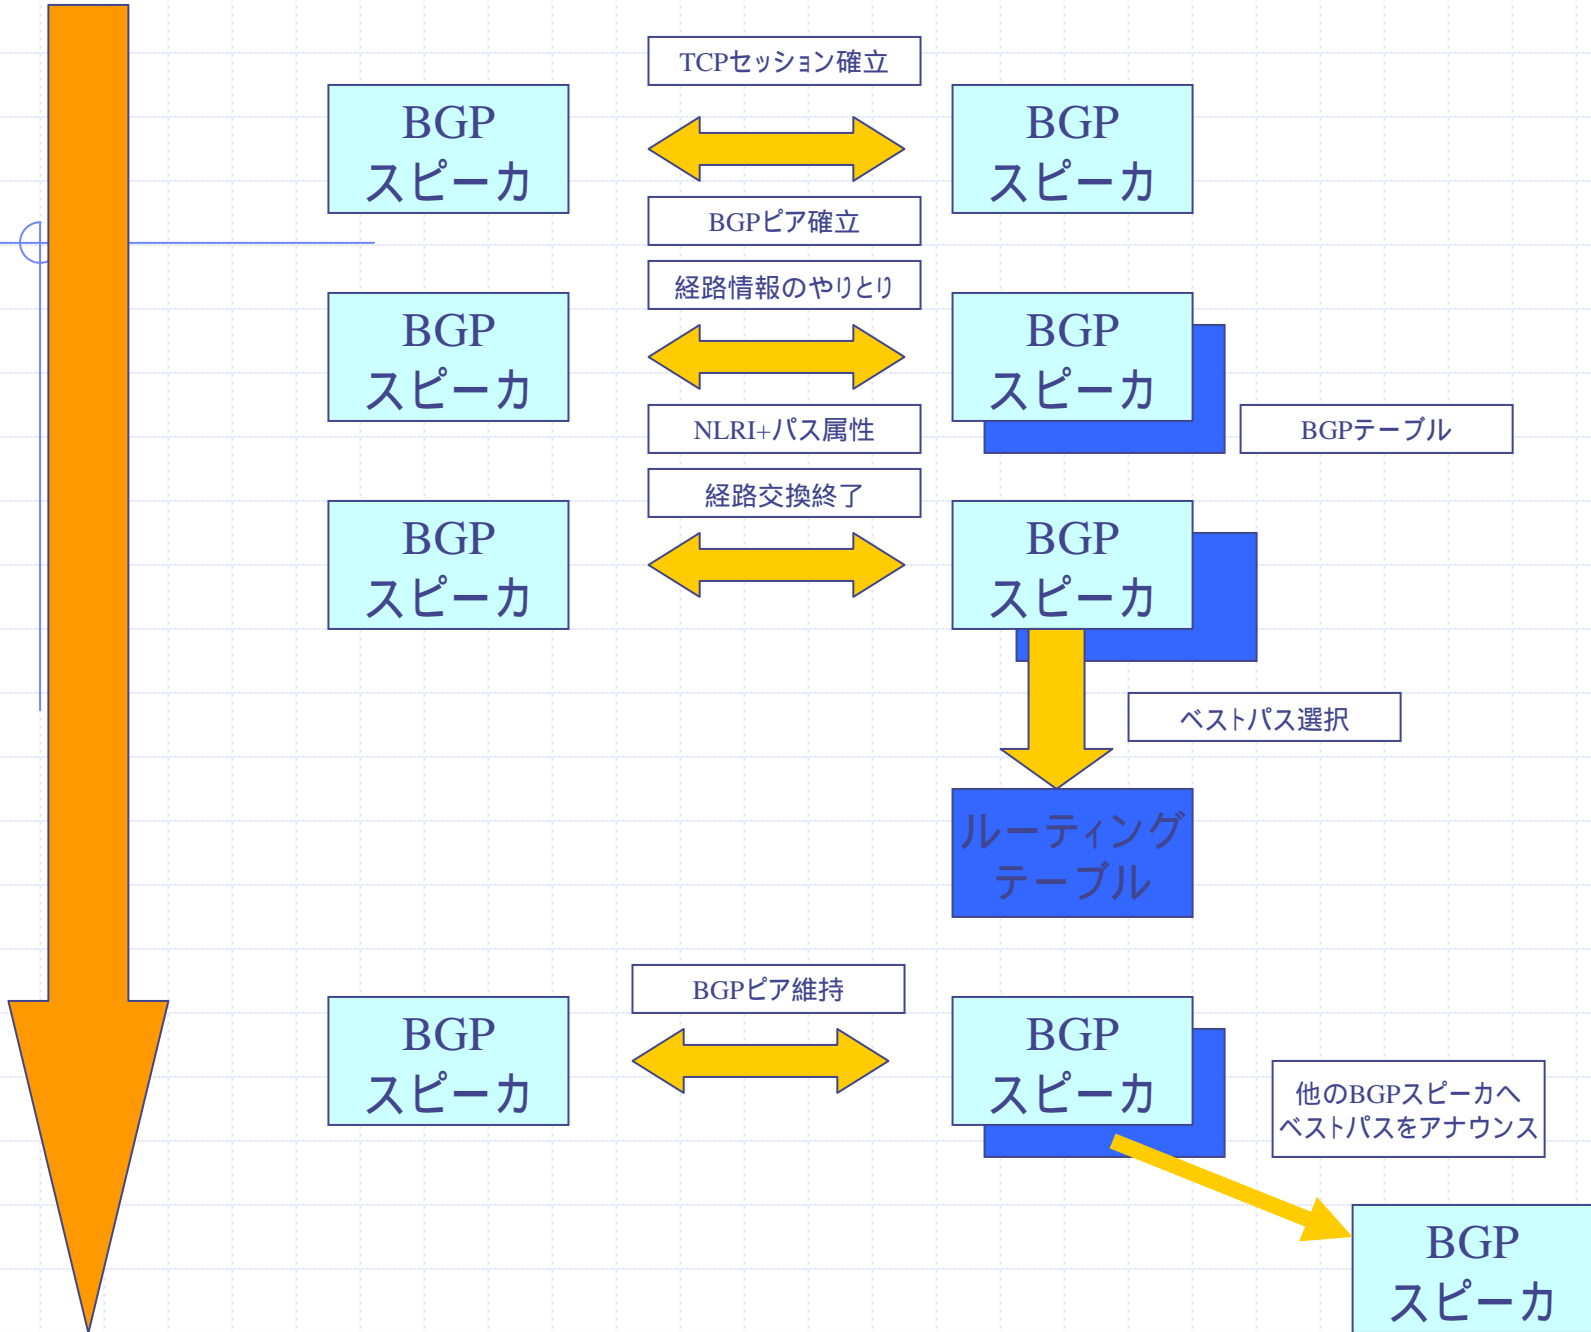 TCPセッション確立
BGP
スピーカ
BGP
スピーカ
BGPピア確立
経路情報のやりとり
BGP
スピーカ
BGP
スピーカ
NLRI+パス属性
BGPテーブル
経路交換終了
BGP
スピーカ
BGP
スピーカ
ベストパス選択
ルーティング
テーブル
BGPピア維持
BGP
スピーカ
BGP
スピーカ
他のBGPスピーカへ
ベストパスをアナウンス
BGP
スピーカ